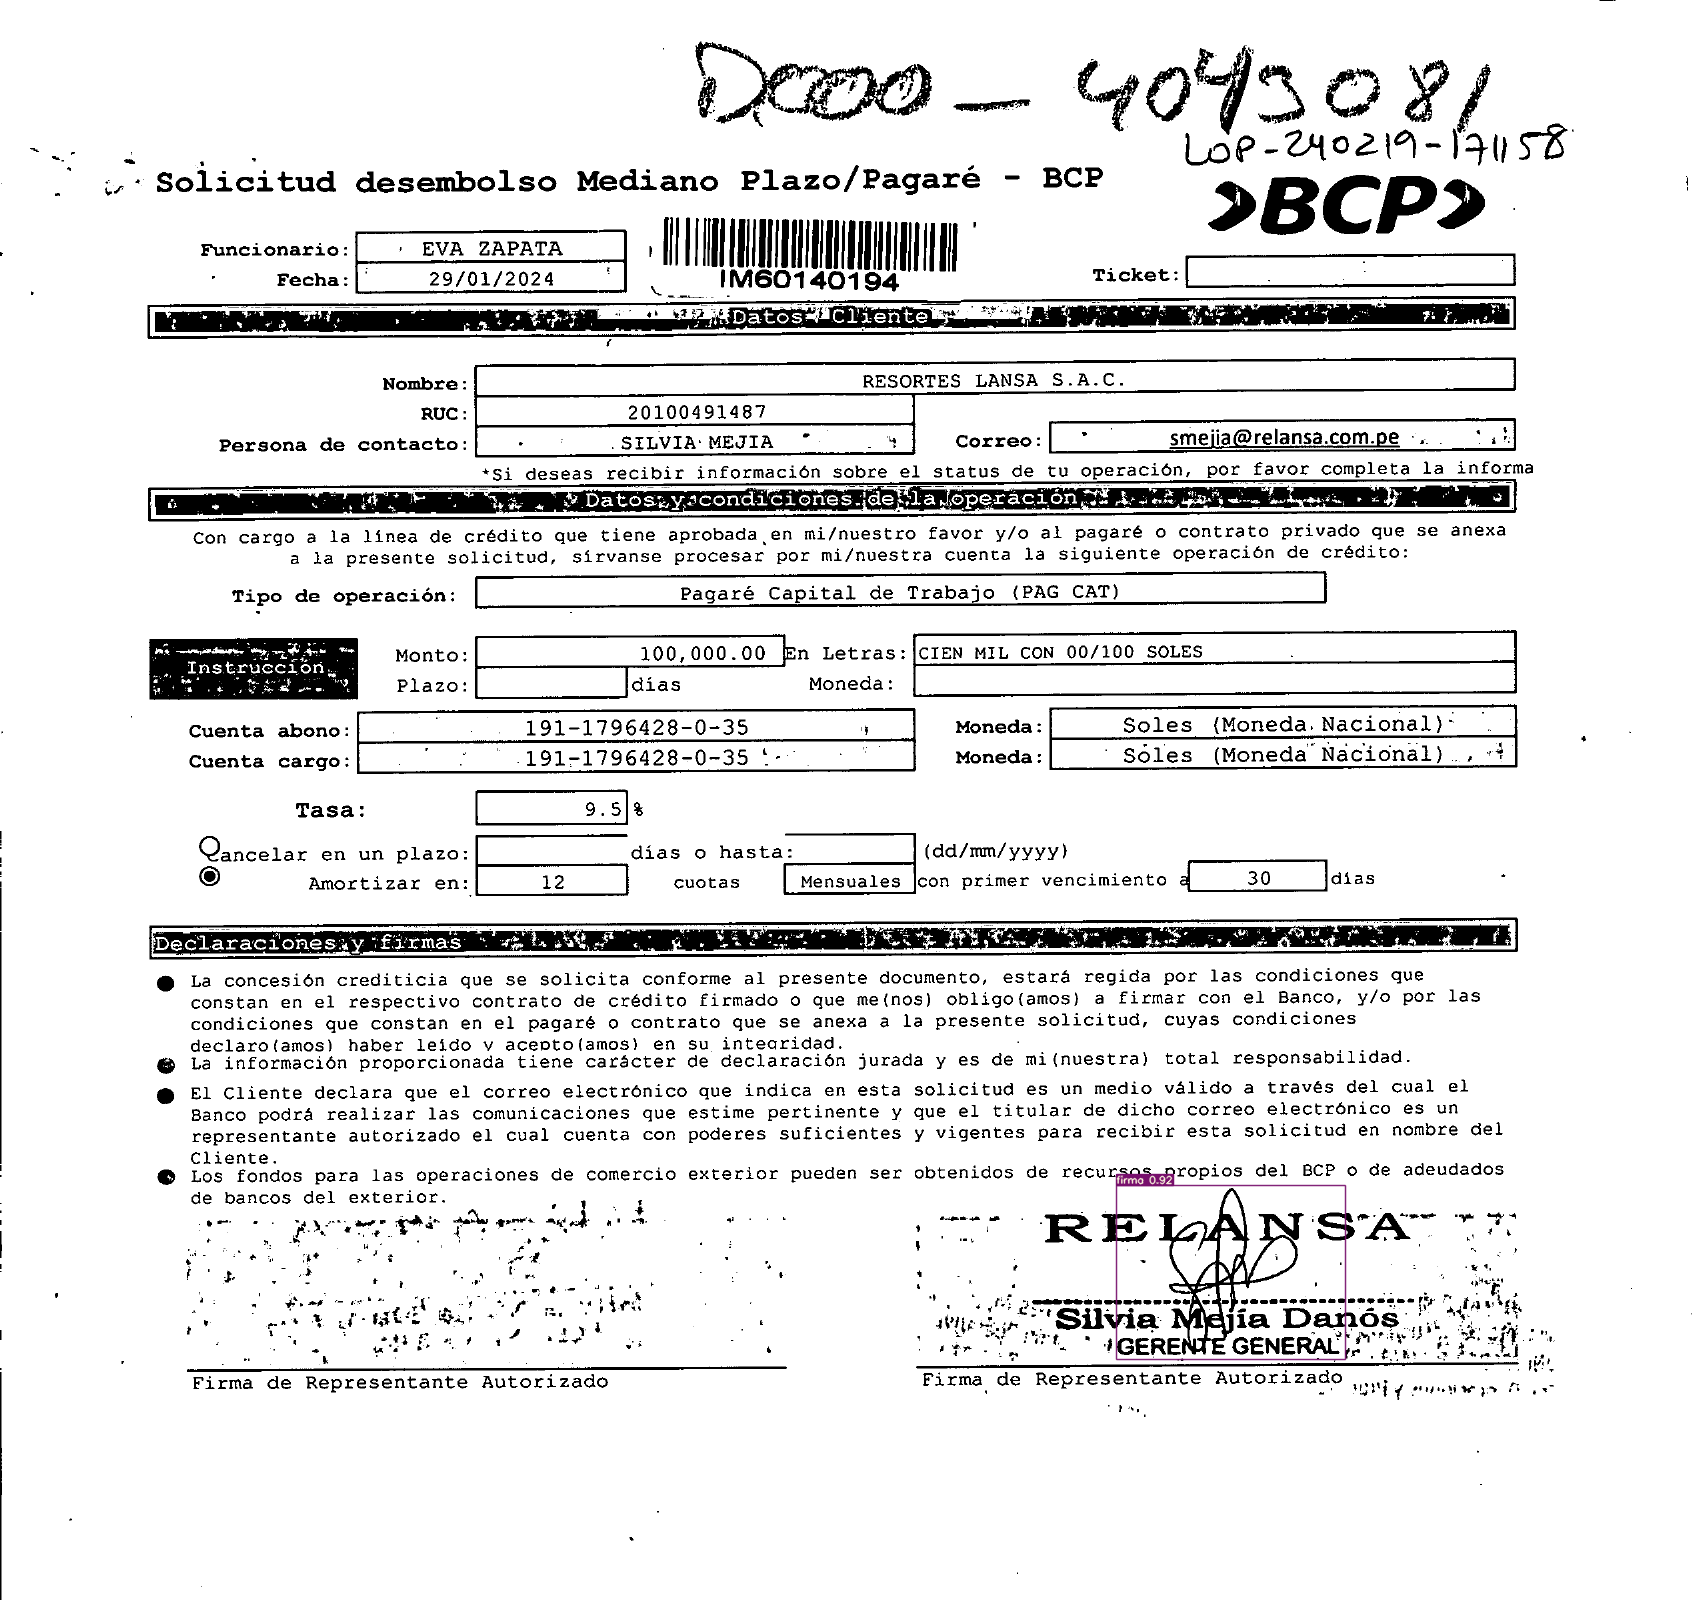 D000 - 4049081
LOP-240219-171158
Solicitud desembolso Mediano Plazo/Pagaré - BCP
BCP
Funcionario: EVA ZAPATA
Fecha: 29/01/2024
IM60140194
Ticket:
Datos Cliente
Nombre: RESORTES LANSA S.A.C.
RUC: 20100491487
Persona de contacto: SILVIA MEJIA Correo: smejia@relansa.com.pe
*Si deseas recibir información sobre el status de tu operación, por favor completa la informa
Datos y condiciones de la operación
Con cargo a la línea de crédito que tiene aprobada en mi/nuestro favor y/o al pagaré o contrato privado que se anexa
a la presente solicitud, sírvanse procesar por mi/nuestra cuenta la siguiente operación de crédito:
Tipo de operación: Pagaré Capital de Trabajo (PAG CAT)
Instrucción Monto: 100,000.00 En Letras: CIEN MIL CON 00/100 SOLES
Plazo: días Moneda:
Cuenta abono: 191-1796428-0-35 Moneda: Soles (Moneda Nacional)
Cuenta cargo: 191-1796428-0-35 Moneda: Soles (Moneda Nacional)
Tasa: 9.5 %
Cancelar en un plazo: días o hasta: (dd/mm/yyyy)
Amortizar en: 12 cuotas Mensuales con primer vencimiento a 30 días
Declaraciones y firmas
La concesión crediticia que se solicita conforme al presente documento, estará regida por las condiciones que
constan en el respectivo contrato de crédito firmado o que me(nos) obligo(amos) a firmar con el Banco, y/o por las
condiciones que constan en el pagaré o contrato que se anexa a la presente solicitud, cuyas condiciones
declaro(amos) haber leído y acepto(amos) en su integridad.
La información proporcionada tiene carácter de declaración jurada y es de mi(nuestra) total responsabilidad.
El Cliente declara que el correo electrónico que indica en esta solicitud es un medio válido a través del cual el
Banco podrá realizar las comunicaciones que estime pertinente y que el titular de dicho correo electrónico es un
representante autorizado el cual cuenta con poderes suficientes y vigentes para recibir esta solicitud en nombre del
Cliente.
Los fondos para las operaciones de comercio exterior pueden ser obtenidos de recursos propios del BCP o de adeudados
de bancos del exterior.
firma 0.92
RELANSA
Silvia Mejía Danós
GERENTE GENERAL
Firma de Representante Autorizado
Firma de Representante Autorizado